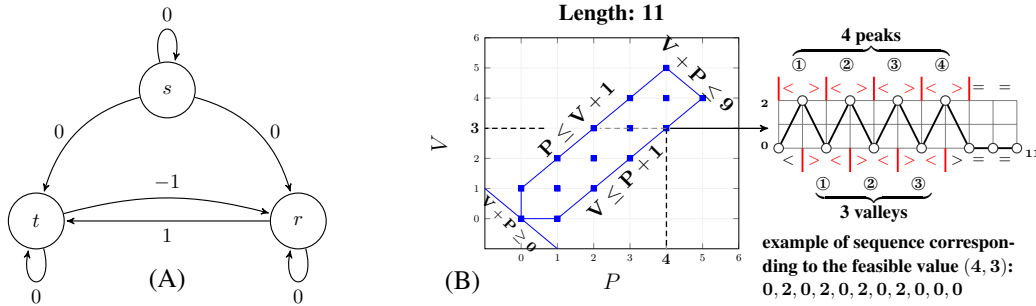 0
s
0
0
−1
t
r
1
0
0
(A)
Length: 11
6
5
4
3
2
1
0
V
0
1
2
3
4
5
6
P
P ≤ V + 1
V + P ≤ 9
V ≤ P + 1
V + P ≥ 0
(B)
4 peaks
① ② ③ ④
< > < > < > < > = =
2
0
< > < > < > < > = =
11
① ② ③
3 valleys
example of sequence correspon-
ding to the feasible value (4, 3):
0, 2, 0, 2, 0, 2, 0, 2, 0, 0, 0